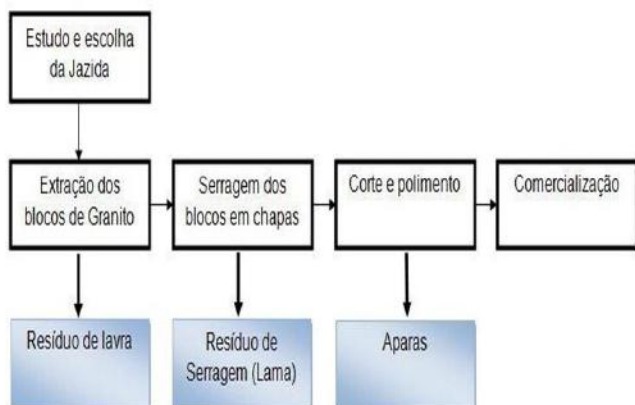 Estudo e escolha
da Jazida
Extração dos
blocos de Granito
Serragem dos
blocos em chapas
Corte e polimento
Comercialização
Resíduo de lavra
Resíduo de
Serragem (Lama)
Aparas